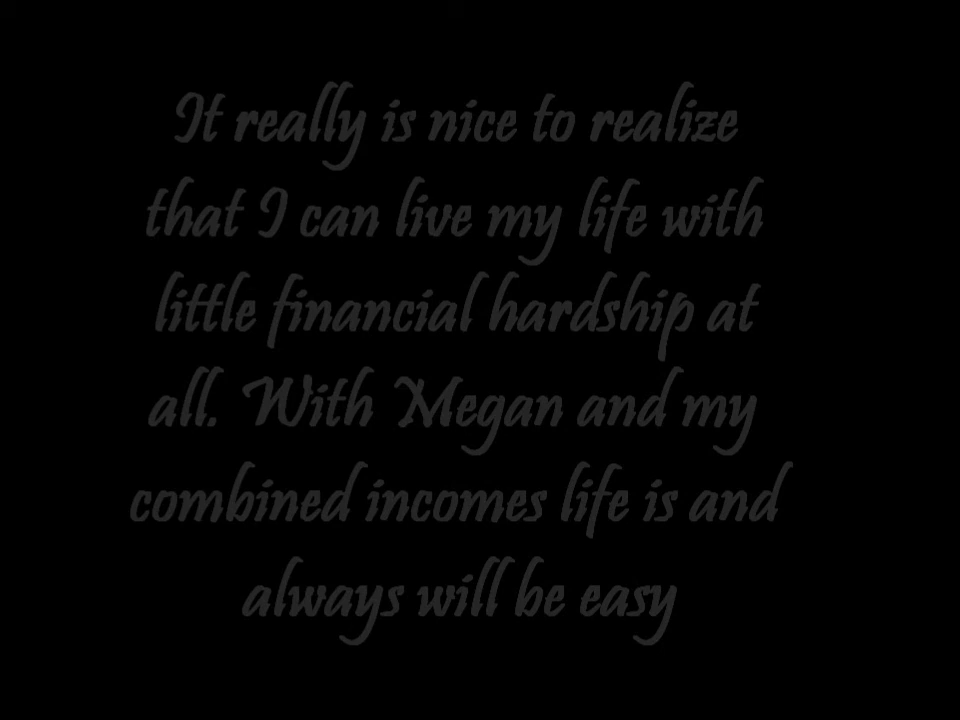 It really is nice to realize
that I can live my life with
little financial hardship at
all. With Megan and my
combined incomes life is and
always will be easy